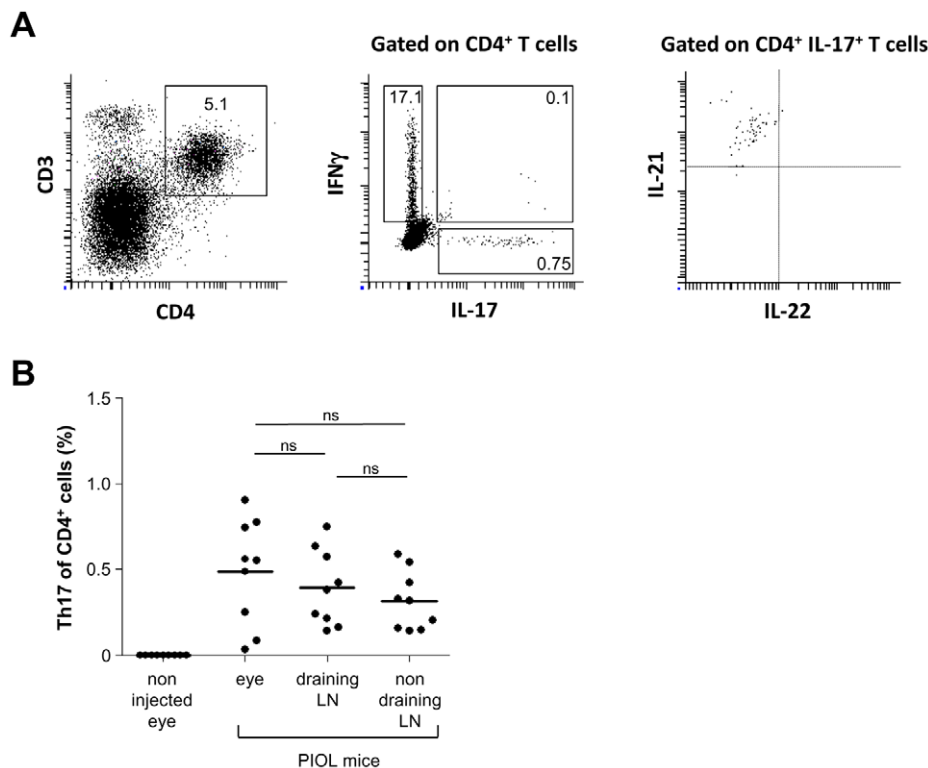 A
Gated on CD4⁺ T cells
Gated on CD4⁺ IL-17⁺ T cells
5.1
CD3
CD4
17.1
0.1
0.75
IFNγ
IL-17
IL-21
IL-22
B
Th17 of CD4⁺ cells (%)
1.5
1.0
0.5
0
ns
ns
ns
non
injected
eye
eye
draining
LN
non
draining
LN
PIOL mice